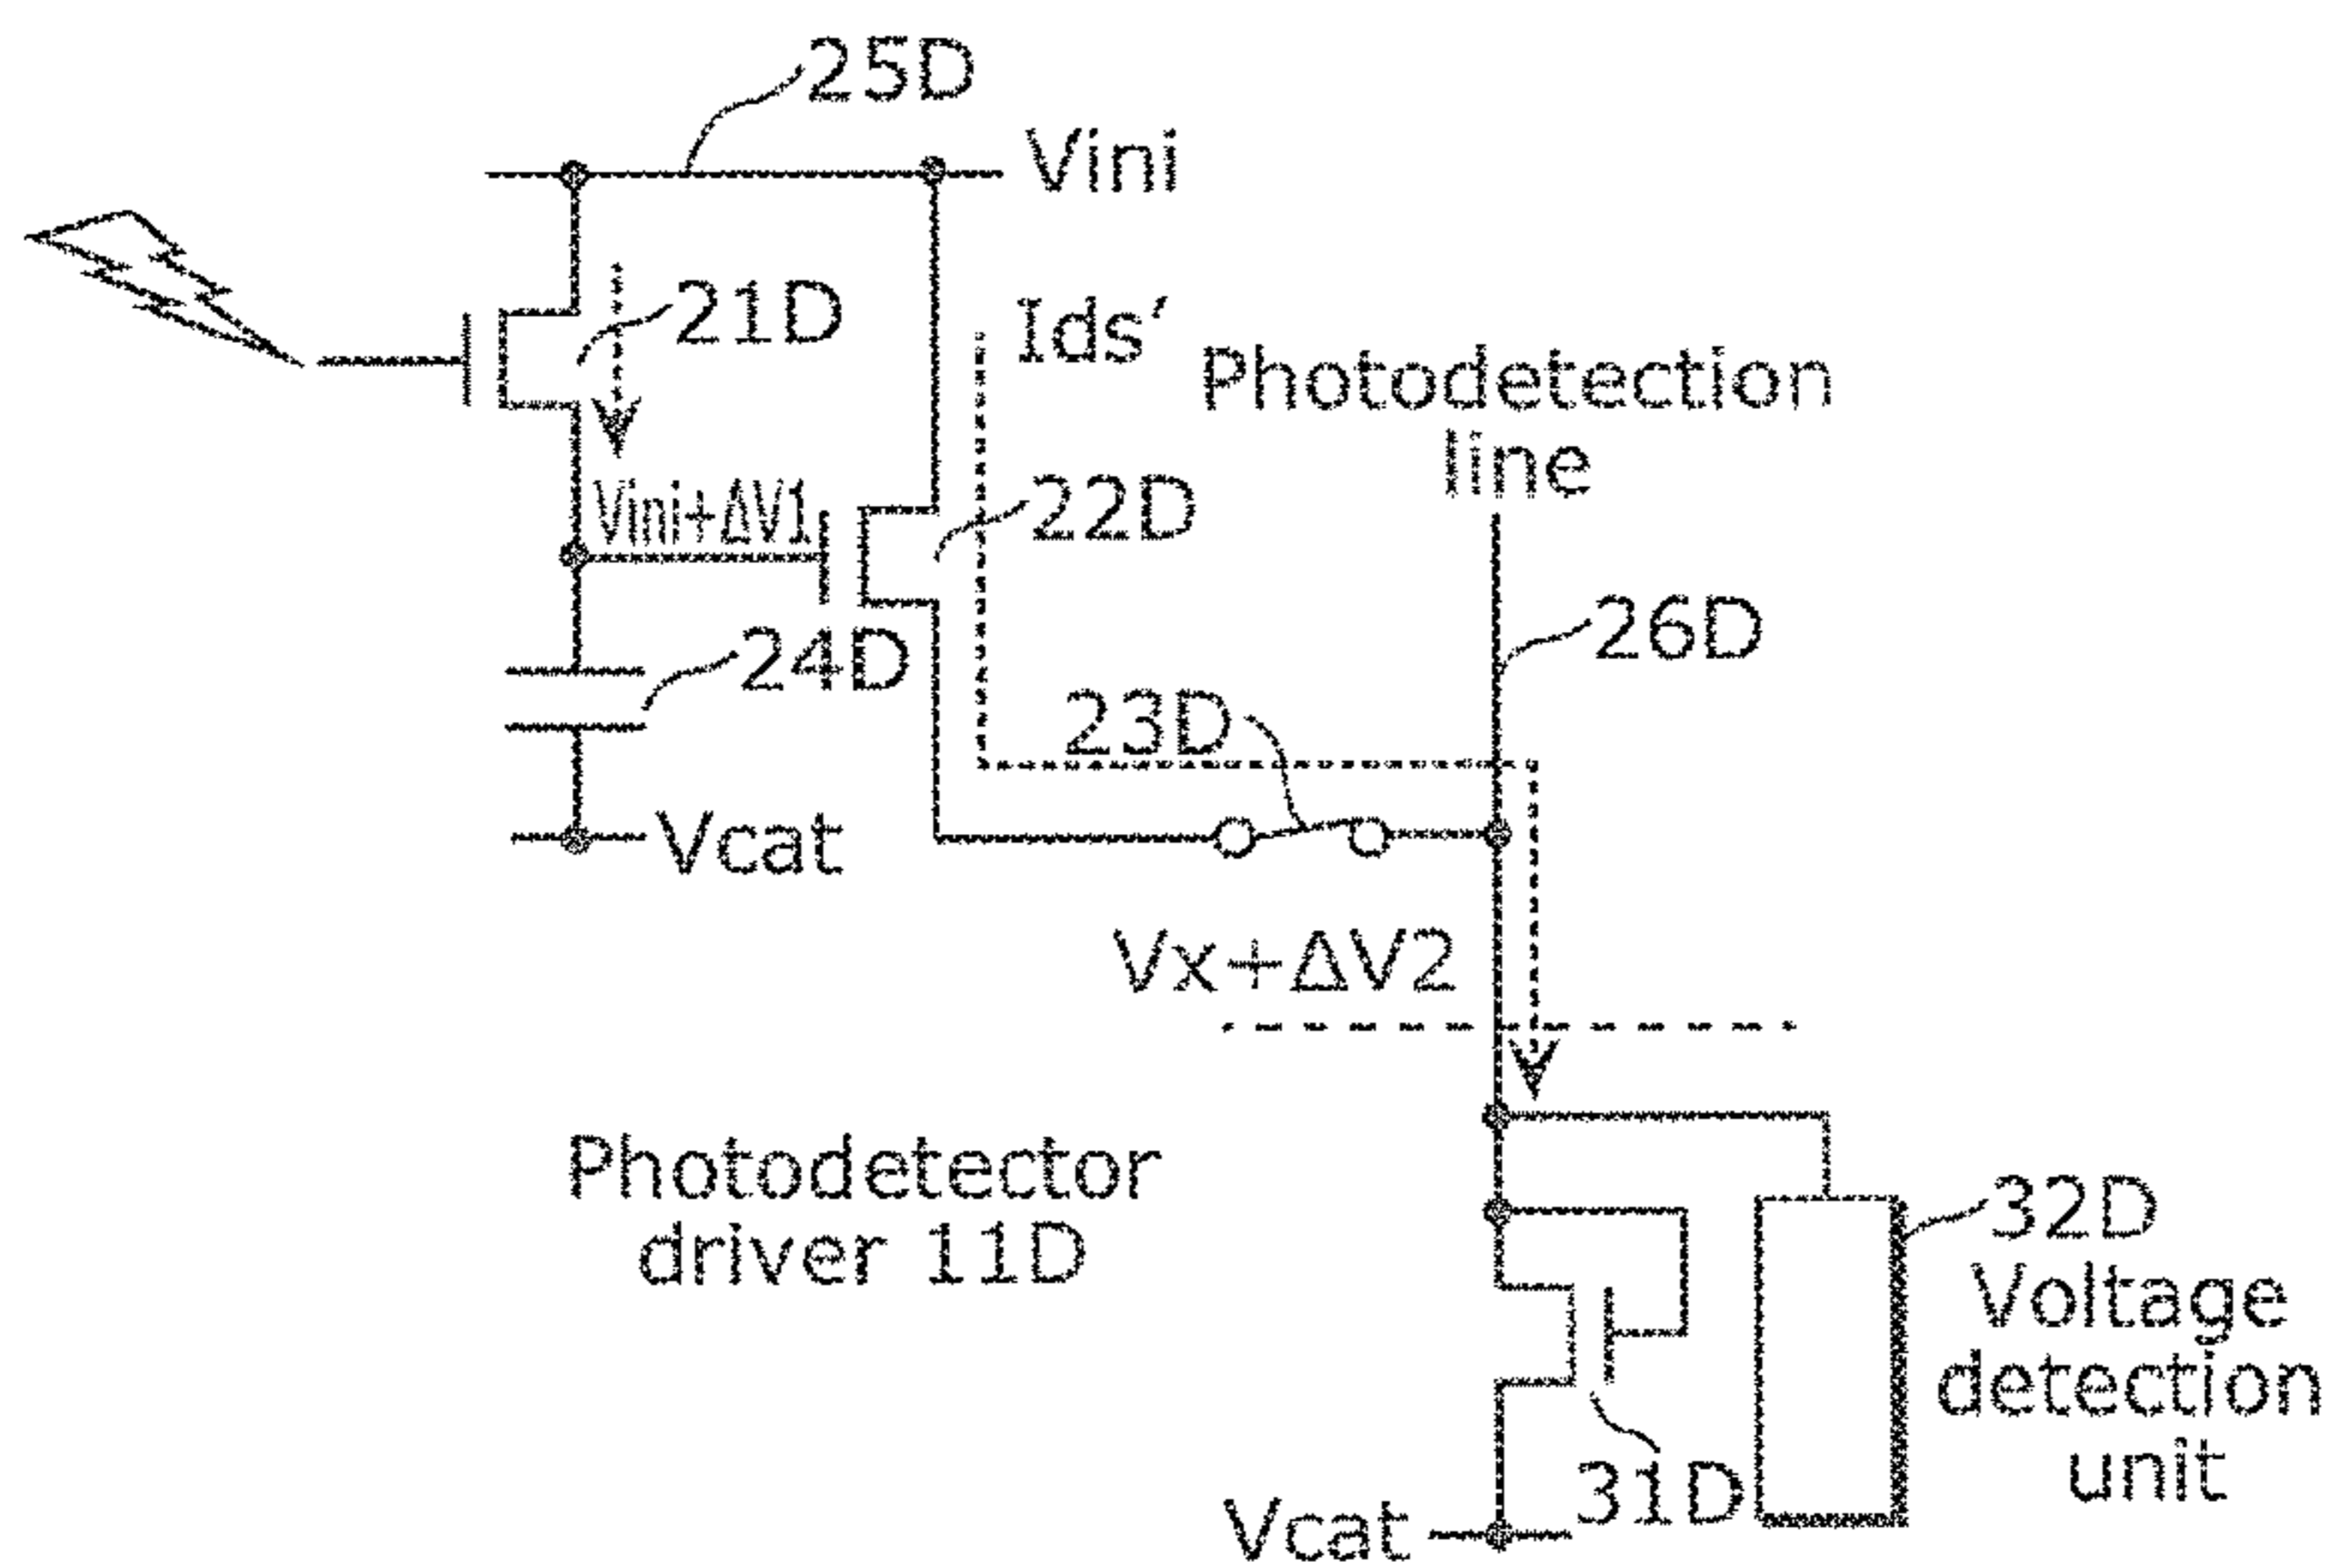 25D
Vini
21D
Ids′
Photodetection
line
Vini+ΔV1
22D
26D
24D
23D
Vcat
Vx+ΔV2
Photodetector
driver 11D
32D
Voltage
detection
unit
31D
Vcat